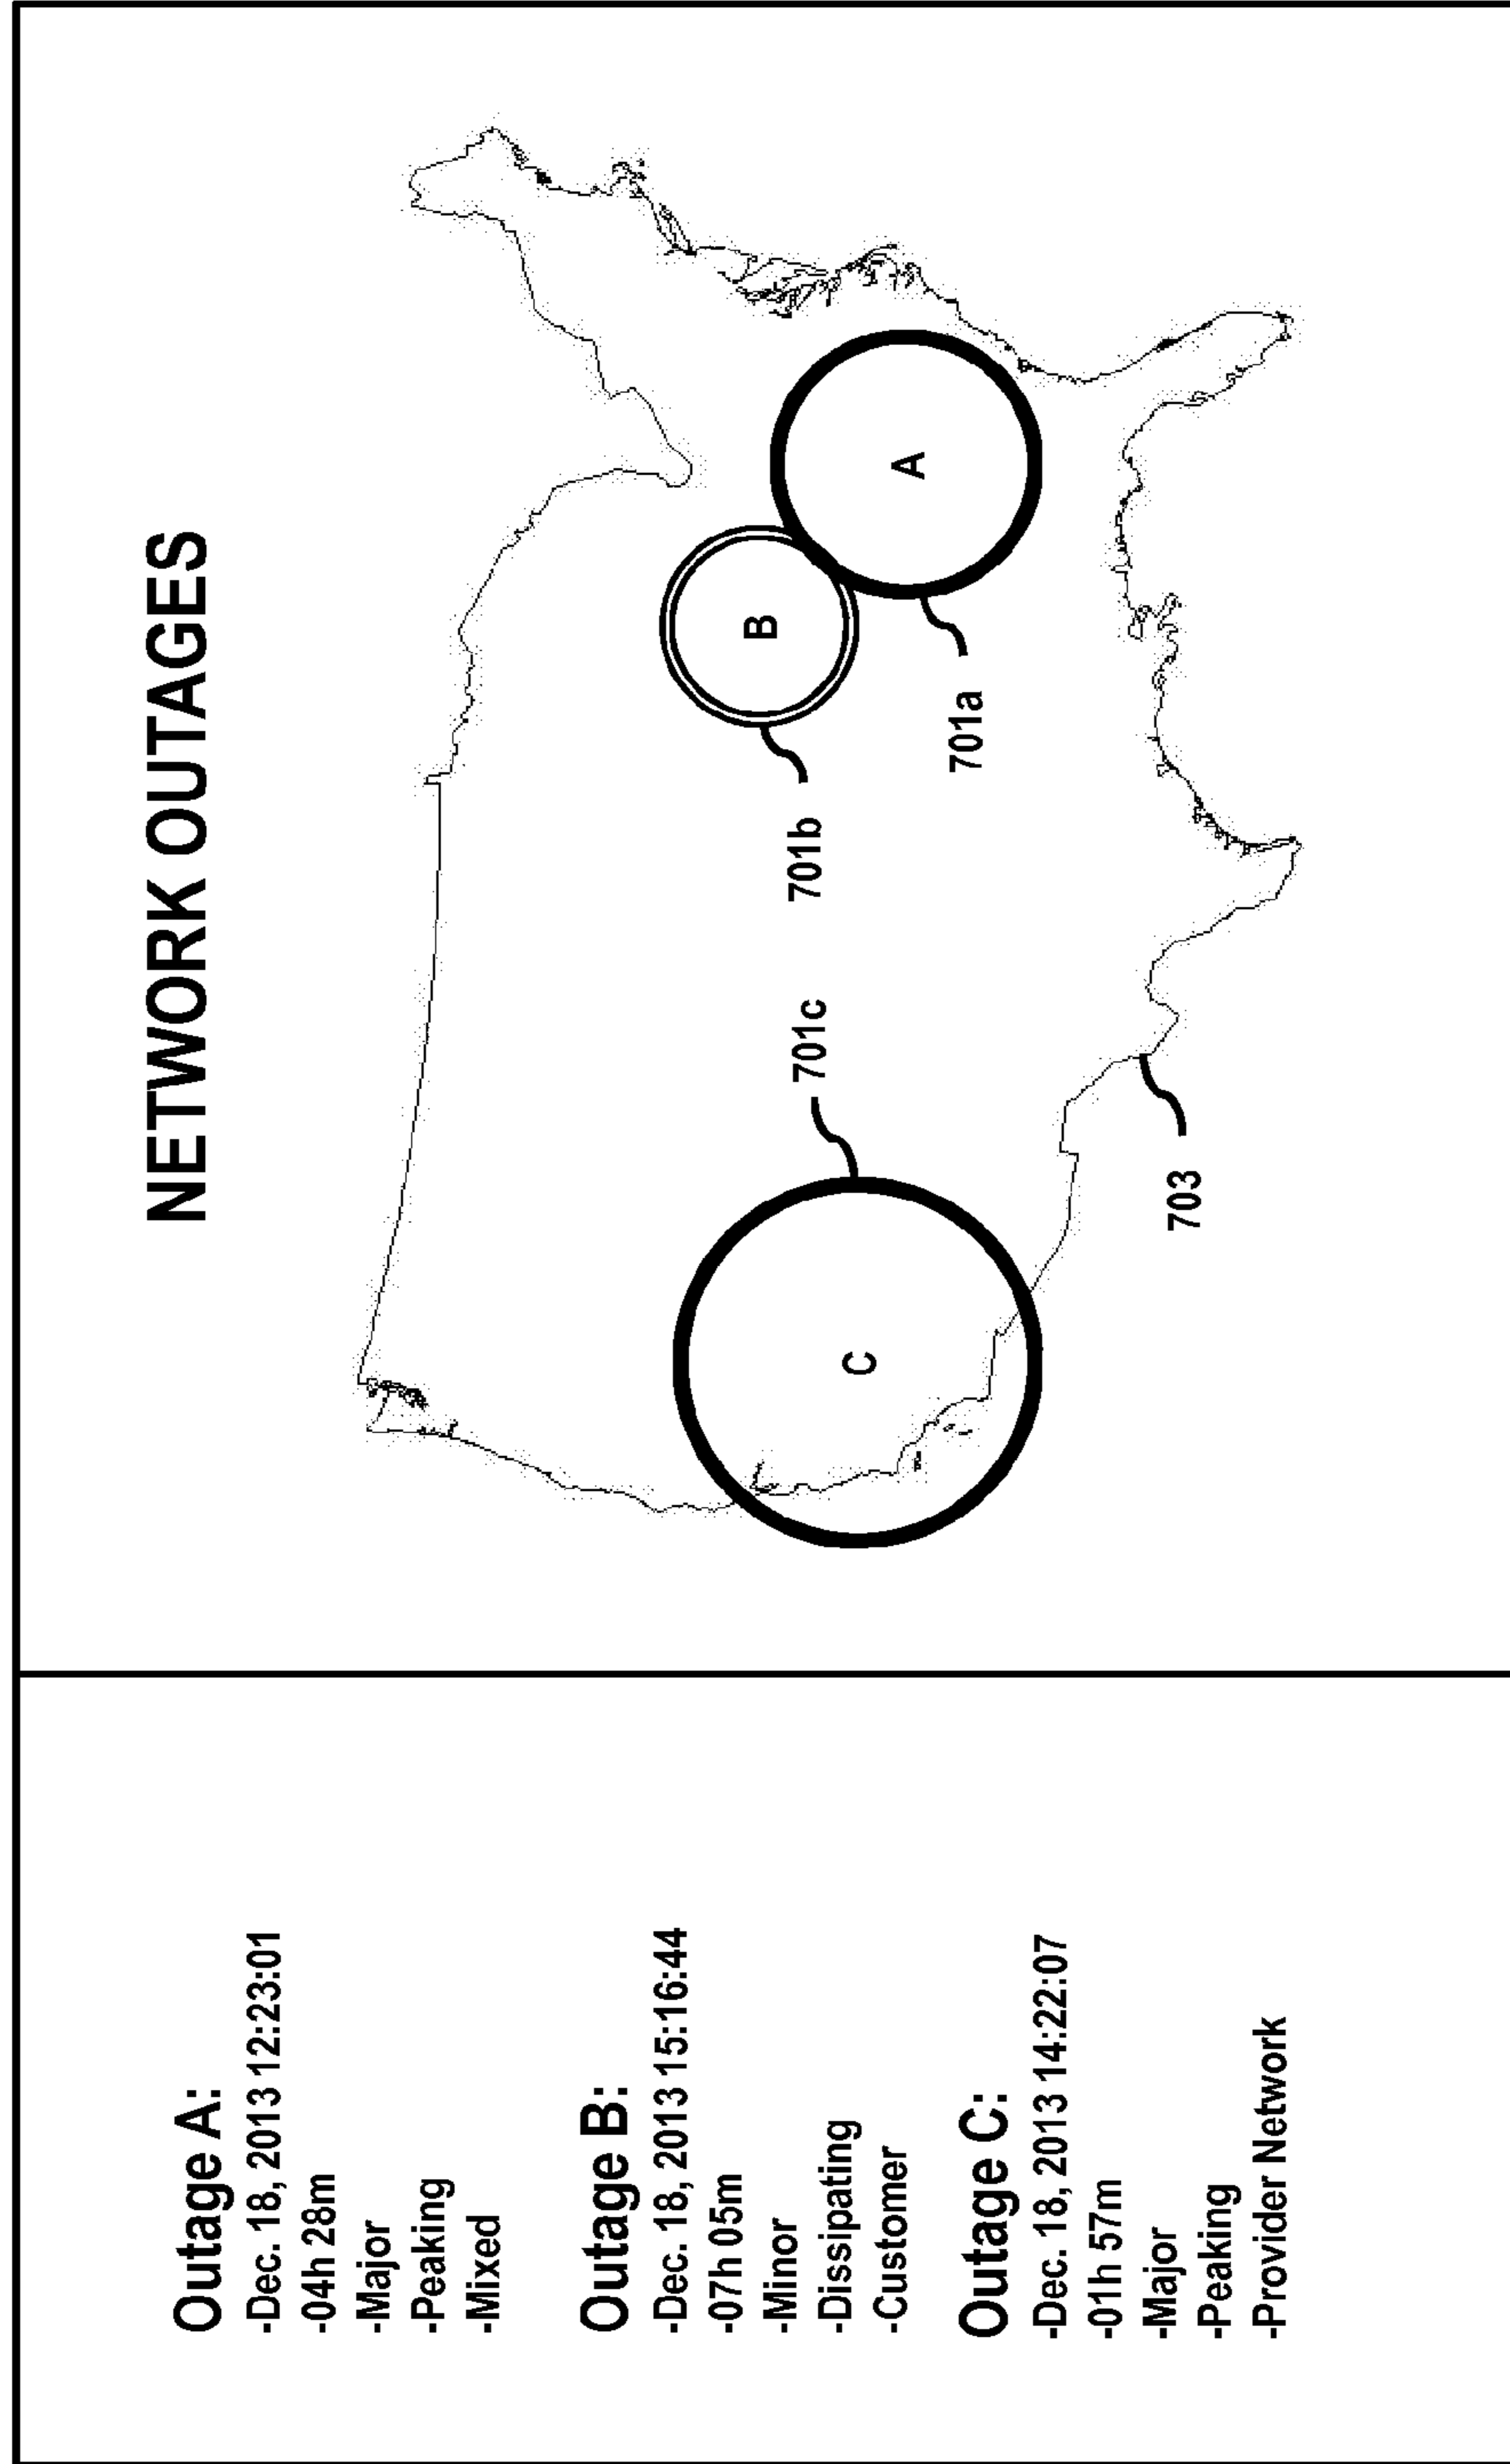 NETWORK OUTAGES
Outage A:
-Dec. 18, 2013 12:23:01
-04h 28m
-Major
-Peaking
-Mixed
Outage B:
-Dec. 18, 2013 15:16:44
-07h 05m
-Minor
-Dissipating
-Customer
Outage C:
-Dec. 18, 2013 14:22:07
-01h 57m
-Major
-Peaking
-Provider Network
C
701c
B
701b
A
701a
703